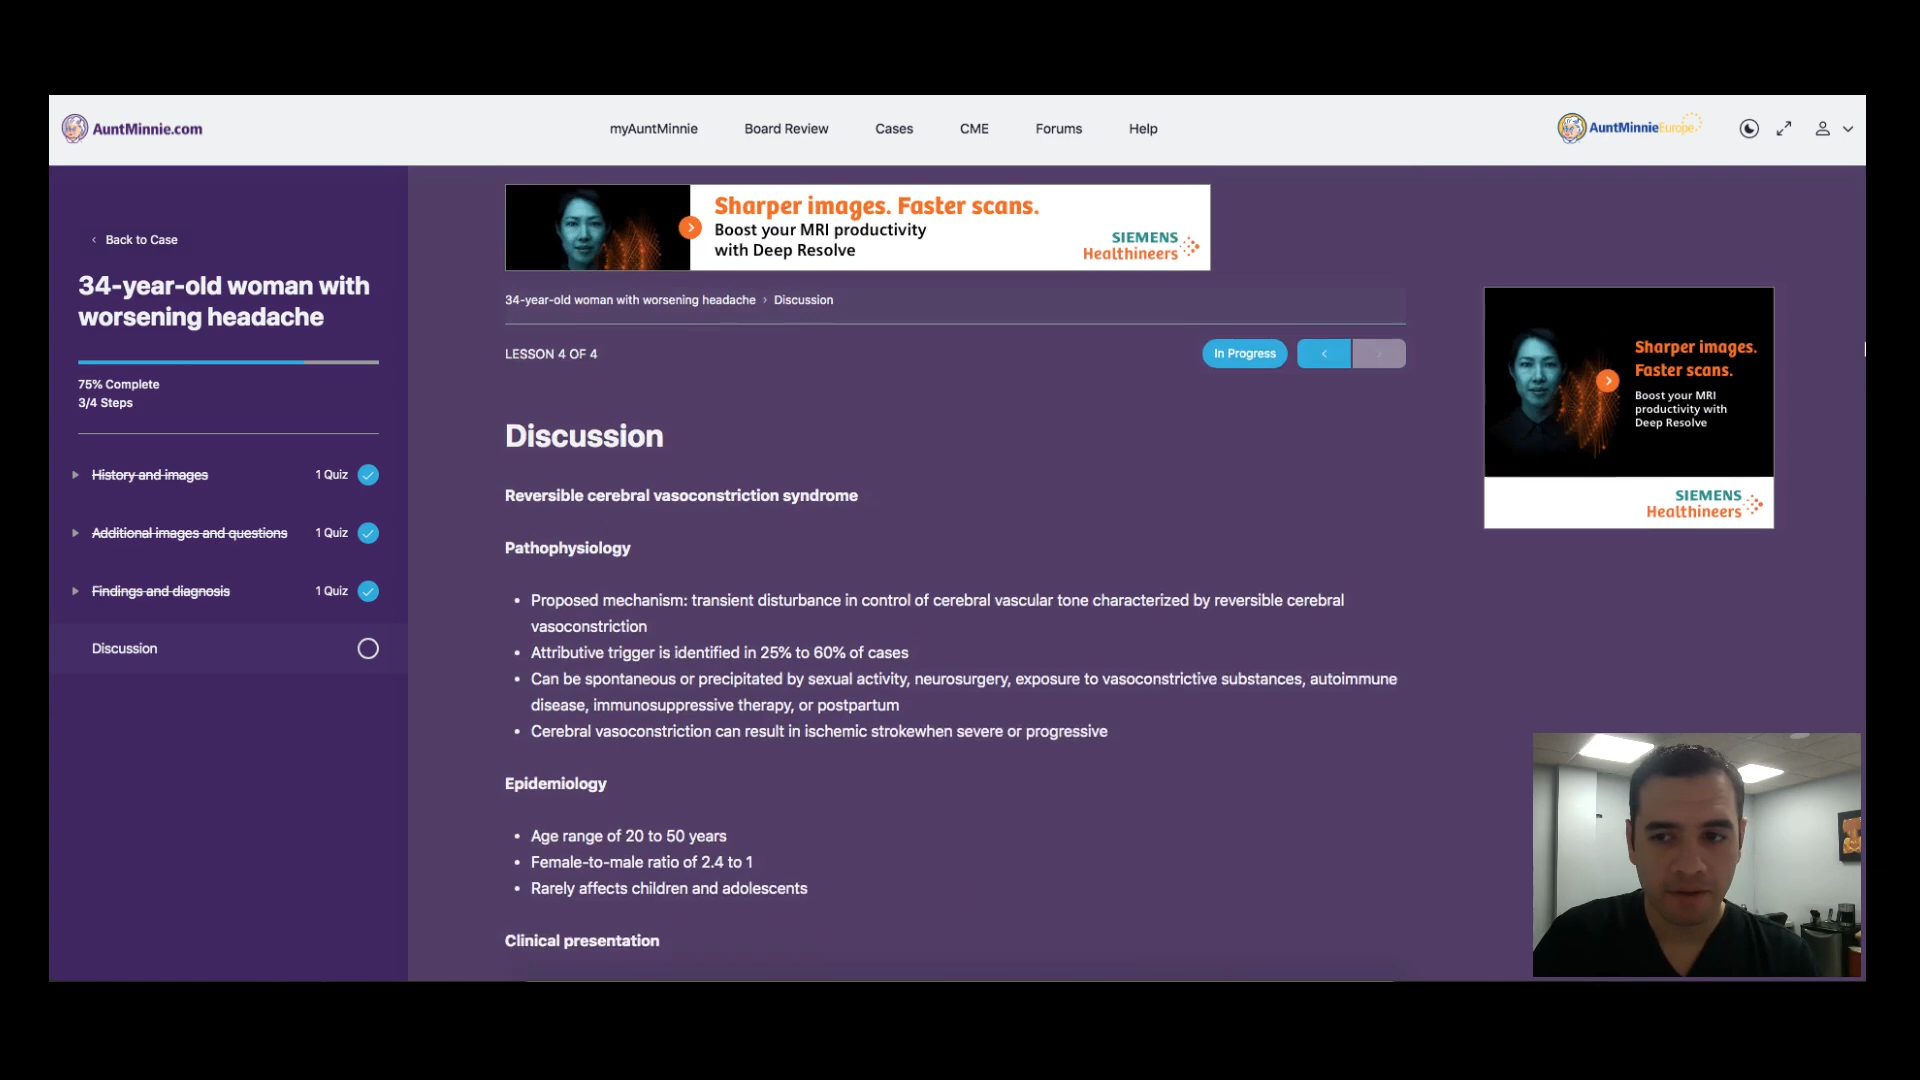 AuntMinnie.com
myAuntMinnie
Board Review
Cases
CME
Forums
Help
AuntMinnieEurope
Back to Case
34-year-old woman with
worsening headache
75% Complete
3/4 Steps
History and images
1 Quiz
Additional images and questions
1 Quiz
Findings and diagnosis
1 Quiz
Discussion
Sharper images. Faster scans.
Boost your MRI productivity
with Deep Resolve
SIEMENS
Healthineers
34-year-old woman with worsening headache › Discussion
LESSON 4 OF 4
In Progress
Discussion
Reversible cerebral vasoconstriction syndrome
Pathophysiology
• Proposed mechanism: transient disturbance in control of cerebral vascular tone characterized by reversible cerebral
vasoconstriction
• Attributive trigger is identified in 25% to 60% of cases
• Can be spontaneous or precipitated by sexual activity, neurosurgery, exposure to vasoconstrictive substances, autoimmune
disease, immunosuppressive therapy, or postpartum
• Cerebral vasoconstriction can result in ischemic strokewhen severe or progressive
Epidemiology
• Age range of 20 to 50 years
• Female-to-male ratio of 2.4 to 1
• Rarely affects children and adolescents
Clinical presentation
Sharper images.
Faster scans.
Boost your MRI
productivity with
Deep Resolve
SIEMENS
Healthineers